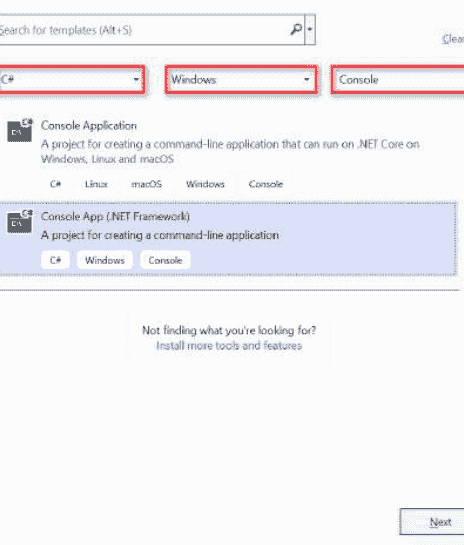 Search for templates (Alt+S)
Clear
C# Windows Console
C#
Console Application
A project for creating a command-line application that can run on .NET Core on
Windows, Linux and macOS
C# Linux macOS Windows Console
C#
Console App (.NET Framework)
A project for creating a command-line application
C# Windows Console
Not finding what you're looking for?
Install more tools and features
Next